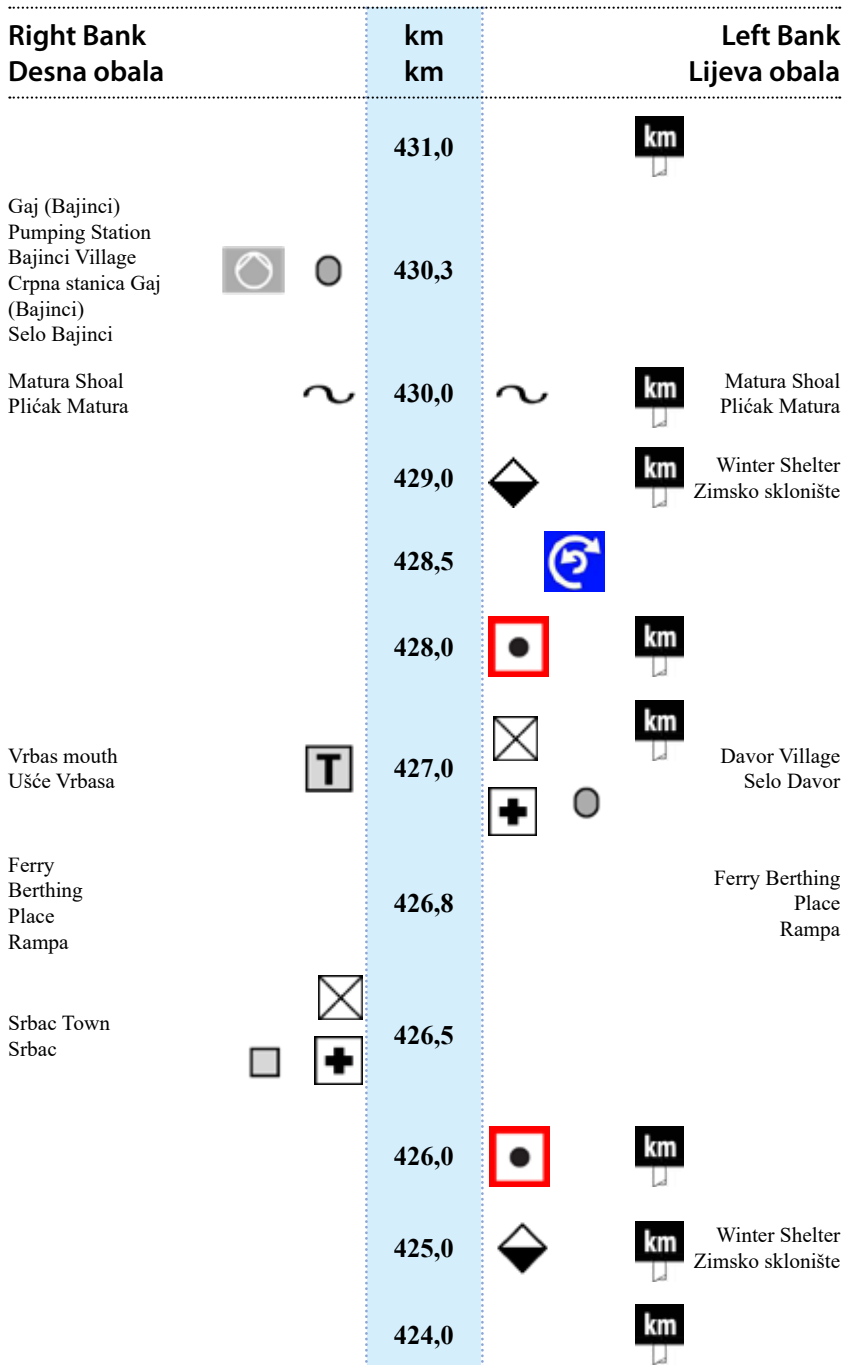 Right Bank km Left Bank
Desna obala km Lijeva obala
431,0 km
Gaj (Bajinci)
Pumping Station
Bajinci Village
Crpna stanica Gaj
(Bajinci)
Selo Bajinci
430,3
Matura Shoal
Plićak Matura
430,0
km
Matura Shoal
Plićak Matura
429,0
km
Winter Shelter
Zimsko sklonište
428,5
428,0 km
Vrbas mouth
Ušće Vrbasa
T
427,0
km
Davor Village
Selo Davor
Ferry
Berthing
Place
Rampa
426,8
Ferry Berthing
Place
Rampa
Srbac Town
Srbac
426,5
426,0 km
425,0
km
Winter Shelter
Zimsko sklonište
424,0 km